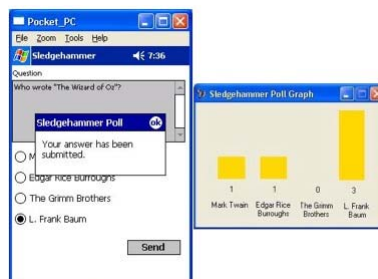 Pocket_PC
File Zoom Tools Help
Sledgehammer 7:36
Question
Who wrote "The Wizard of Oz"?
Sledgehammer Poll ok
Your answer has been
submitted.
M
Edgar Rice Burroughs
The Grimm Brothers
L. Frank Baum
Send
Sledgehammer Poll Graph
1 1 0 3
Mark Twain Edgar Rice Burroughs The Grimm Brothers L. Frank Baum